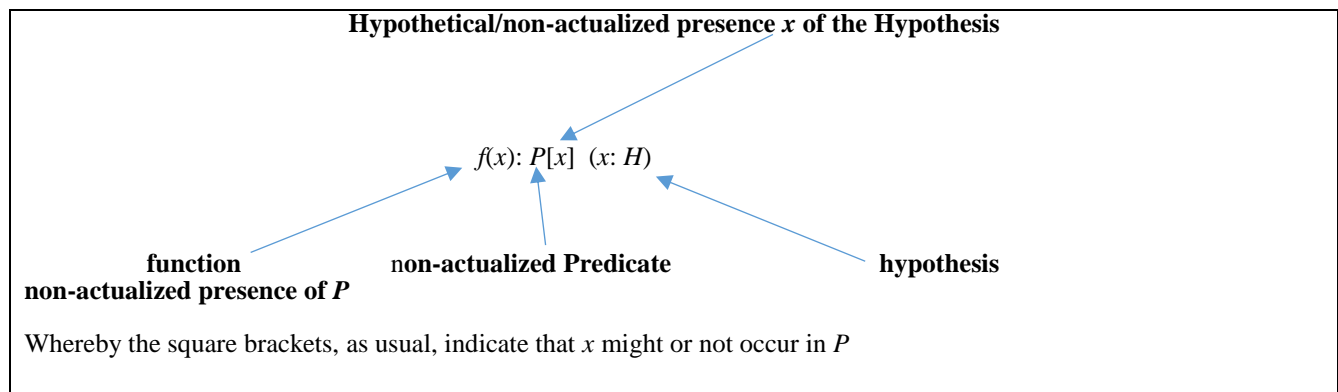 Hypothetical/non-actualized presence x of the Hypothesis
f(x): P[x] (x: H)
function non-actualized Predicate hypothesis
non-actualized presence of P
Whereby the square brackets, as usual, indicate that x might or not occur in P